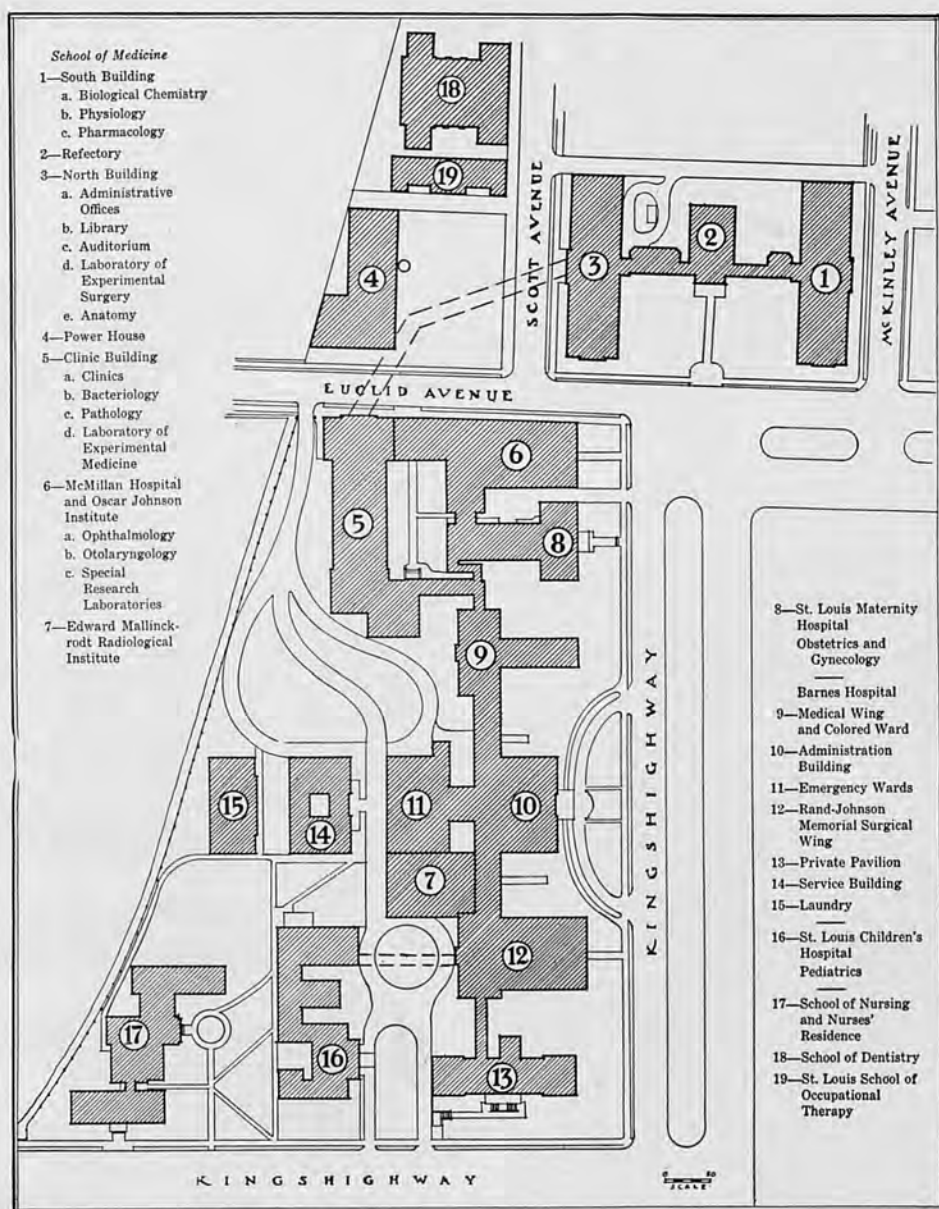 School of Medicine
1—South Building
a. Biological Chemistry
b. Physiology
c. Pharmacology
2—Refectory
3—North Building
a. Administrative
Offices
b. Library
c. Auditorium
d. Laboratory of
Experimental
Surgery
e. Anatomy
4—Power House
5—Clinic Building
a. Clinics
b. Bacteriology
c. Pathology
d. Laboratory of
Experimental
Medicine
6—McMillan Hospital
and Oscar Johnson
Institute
a. Ophthalmology
b. Otolaryngology
c. Special
Research
Laboratories
7—Edward Mallinck-
rodt Radiological
Institute
18
19
4
SCOTT AVENUE
3
2
1
McKINLEY AVENUE
EUCLID AVENUE
6
5
8
9
KINGSHIGHWAY
15
14
11
10
7
12
17
16
13
KINGSHIGHWAY
8—St. Louis Maternity
Hospital
Obstetrics and
Gynecology
Barnes Hospital
9—Medical Wing
and Colored Ward
10—Administration
Building
11—Emergency Wards
12—Rand-Johnson
Memorial Surgical
Wing
13—Private Pavilion
14—Service Building
15—Laundry
16—St. Louis Children's
Hospital
Pediatrics
17—School of Nursing
and Nurses'
Residence
18—School of Dentistry
19—St. Louis School of
Occupational
Therapy
SCALE